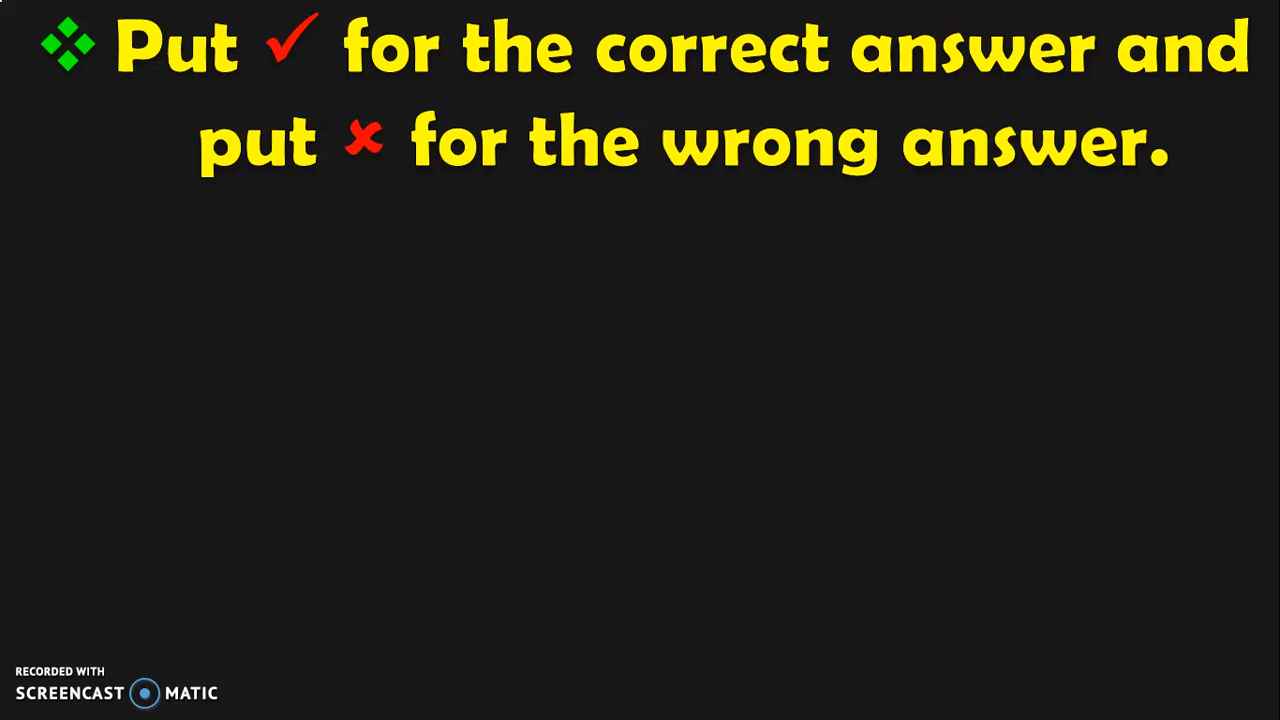 ❖ Put ✓ for the correct answer and
put ✘ for the wrong answer.
RECORDED WITH
SCREENCAST MATIC